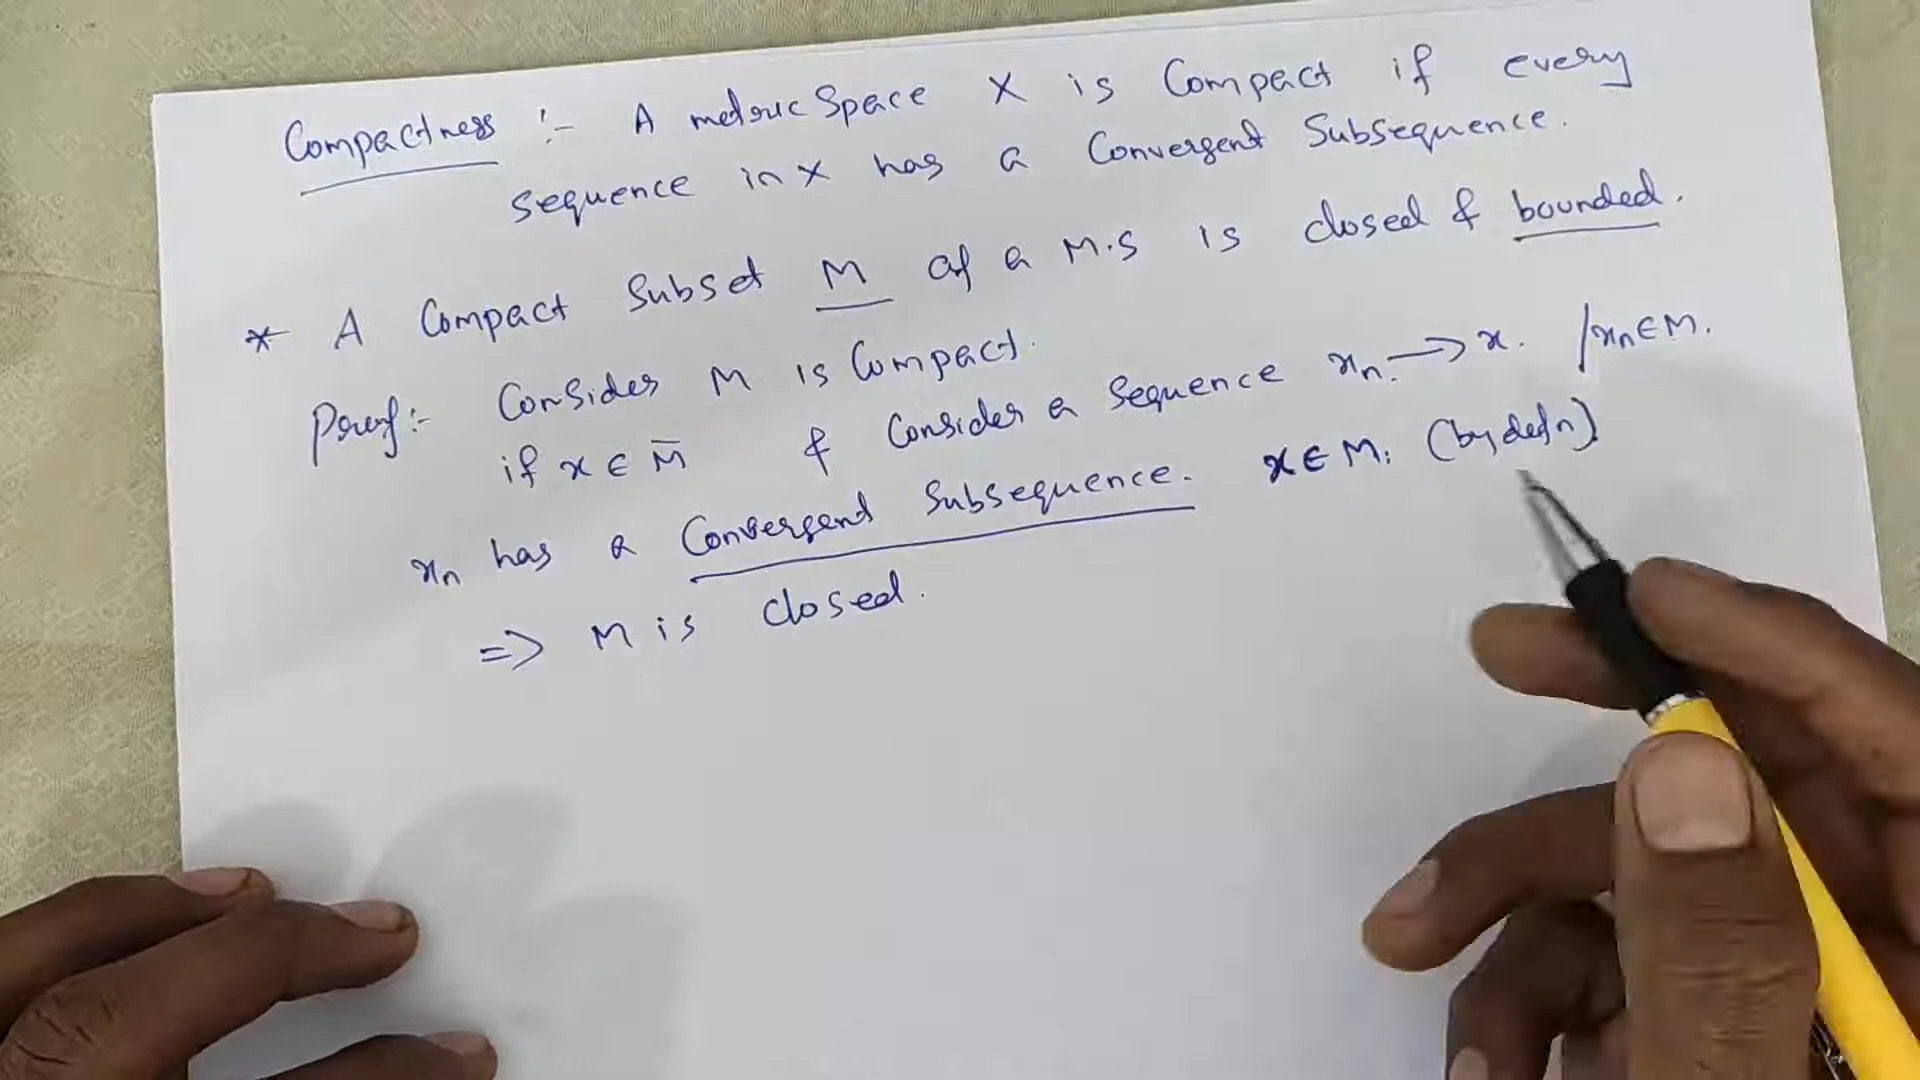 Compactness :- A metric Space X is Compact if every
sequence in X has a Convergent Subsequence.
* A Compact Subset M of a M.S is closed & bounded.
Proof:- Consider M is Compact.
if x ∈ M̄ & Consider a sequence xₙ → x. / xₙ ∈ M.
xₙ has a Convergent Subsequence. x ∈ M. (by defn)
=> M is closed.